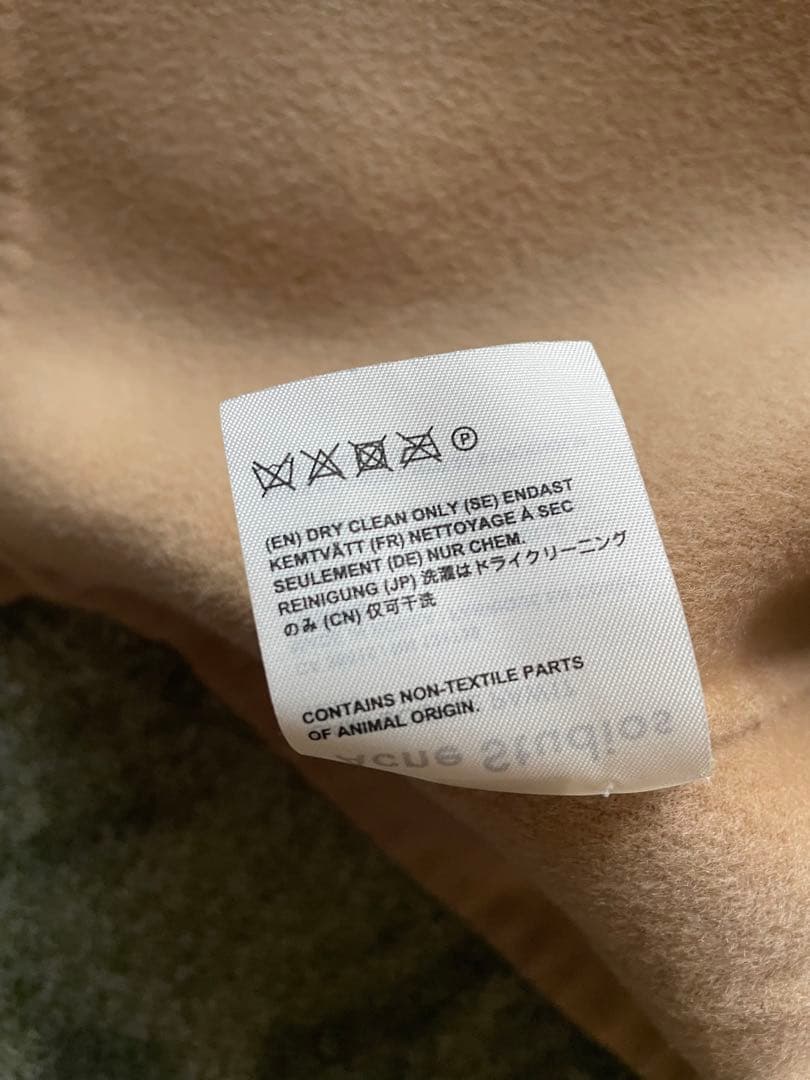 P
(EN) DRY CLEAN ONLY (SE) ENDAST
KEMTVÄTT (FR) NETTOYAGE À SEC
SEULEMENT (DE) NUR CHEM.
REINIGUNG (JP) 洗濯はドライクリーニング
のみ (CN) 仅可干洗
CONTAINS NON-TEXTILE PARTS
OF ANIMAL ORIGIN.
Acne Studios